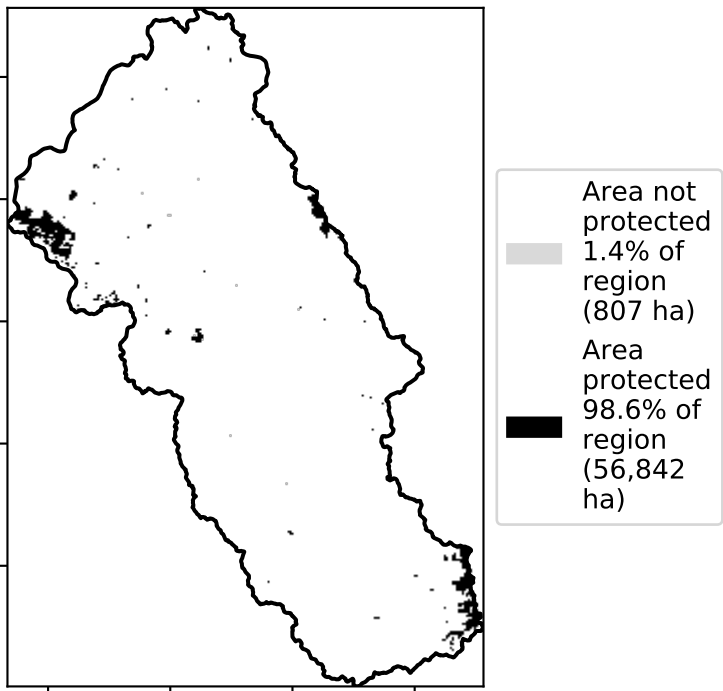 Area not
protected
1.4% of
region
(807 ha)
Area
protected
98.6% of
region
(56,842
ha)